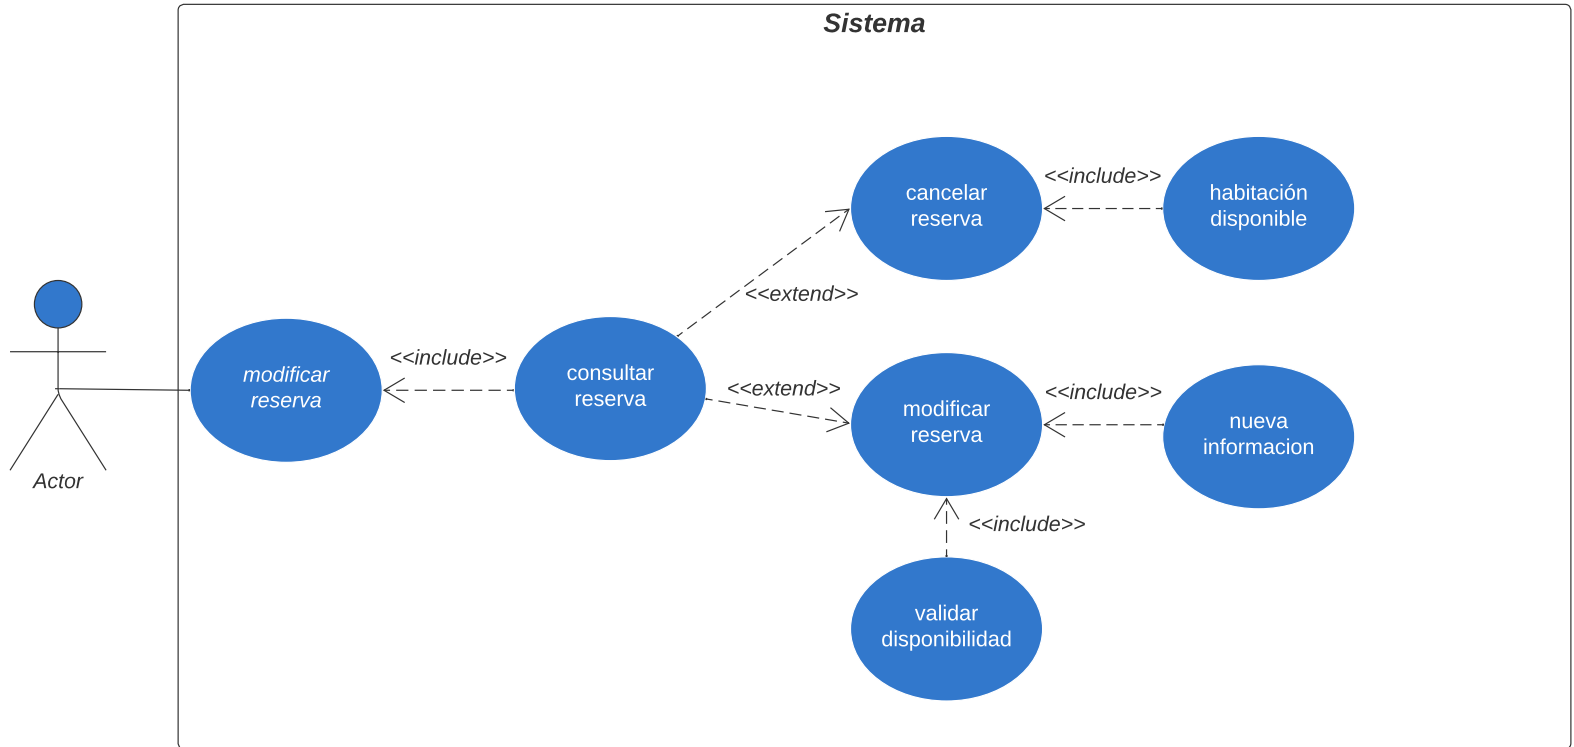 Sistema
cancelar
reserva
<<include>>
habitación
disponible
<<extend>>
Actor
modificar
reserva
<<include>>
consultar
reserva
<<extend>>
modificar
reserva
<<include>>
nueva
informacion
<<include>>
validar
disponibilidad